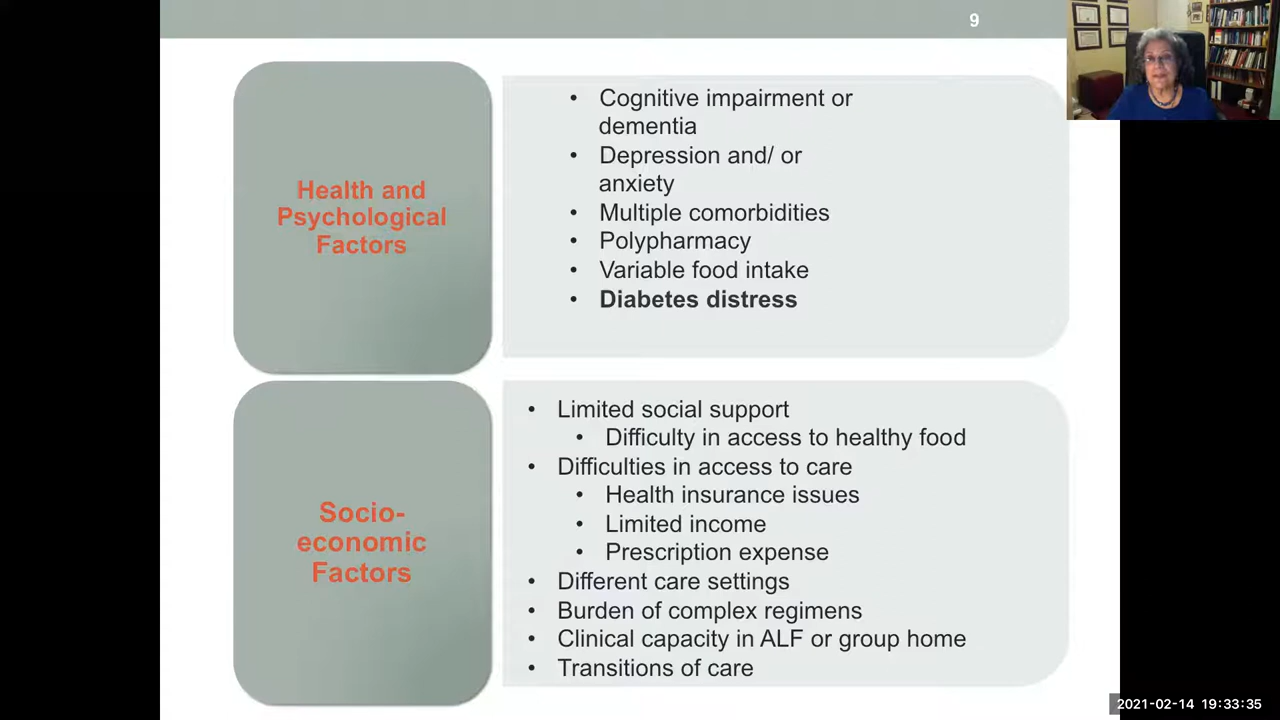 9
Health and
Psychological
Factors
• Cognitive impairment or
dementia
• Depression and/ or
anxiety
• Multiple comorbidities
• Polypharmacy
• Variable food intake
• Diabetes distress
Socio-
economic
Factors
• Limited social support
• Difficulty in access to healthy food
• Difficulties in access to care
• Health insurance issues
• Limited income
• Prescription expense
• Different care settings
• Burden of complex regimens
• Clinical capacity in ALF or group home
• Transitions of care
2021-02-14 19:33:35